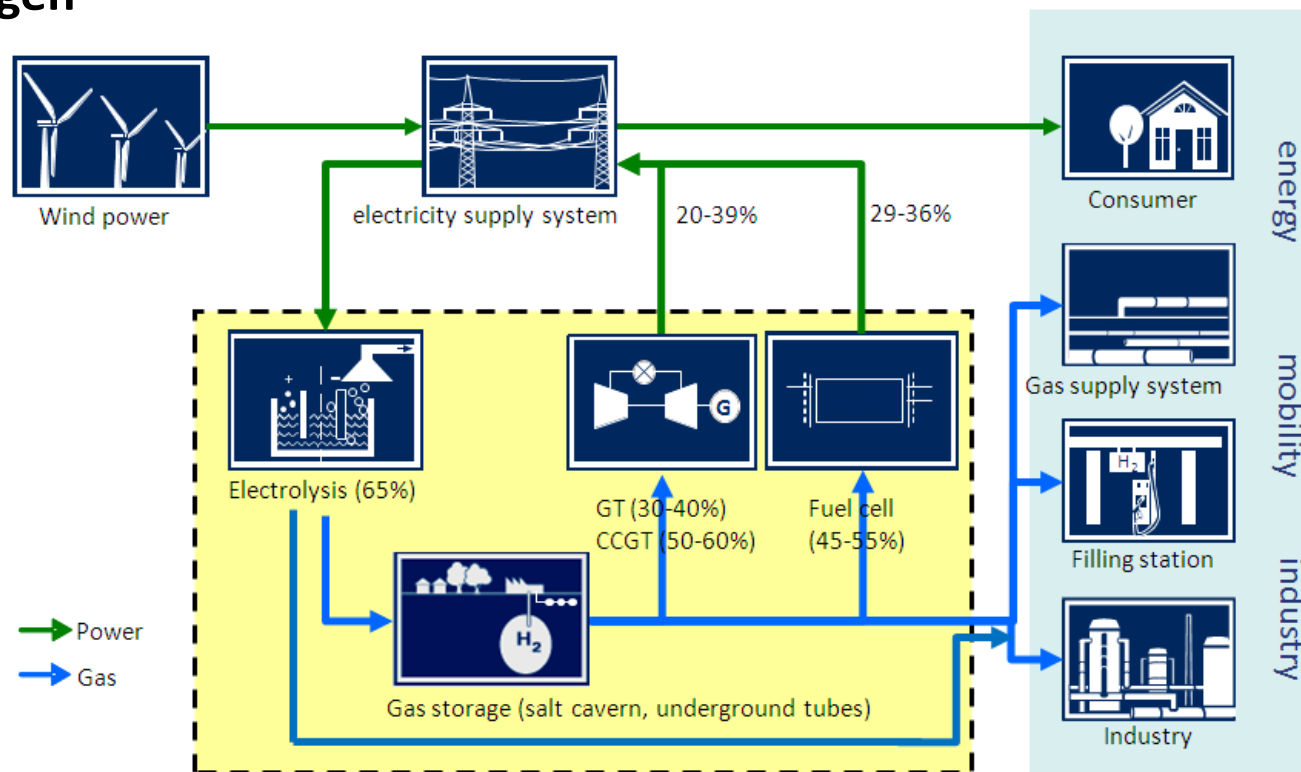 Wind power
electricity supply system
20-39%
29-36%
Consumer
energy
Gas supply system
mobility
G
+
-
Electrolysis (65%)
GT (30-40%)
CCGT (50-60%)
Fuel cell
(45-55%)
H2
Filling station
industry
H2
Power
Gas
Gas storage (salt cavern, underground tubes)
Industry